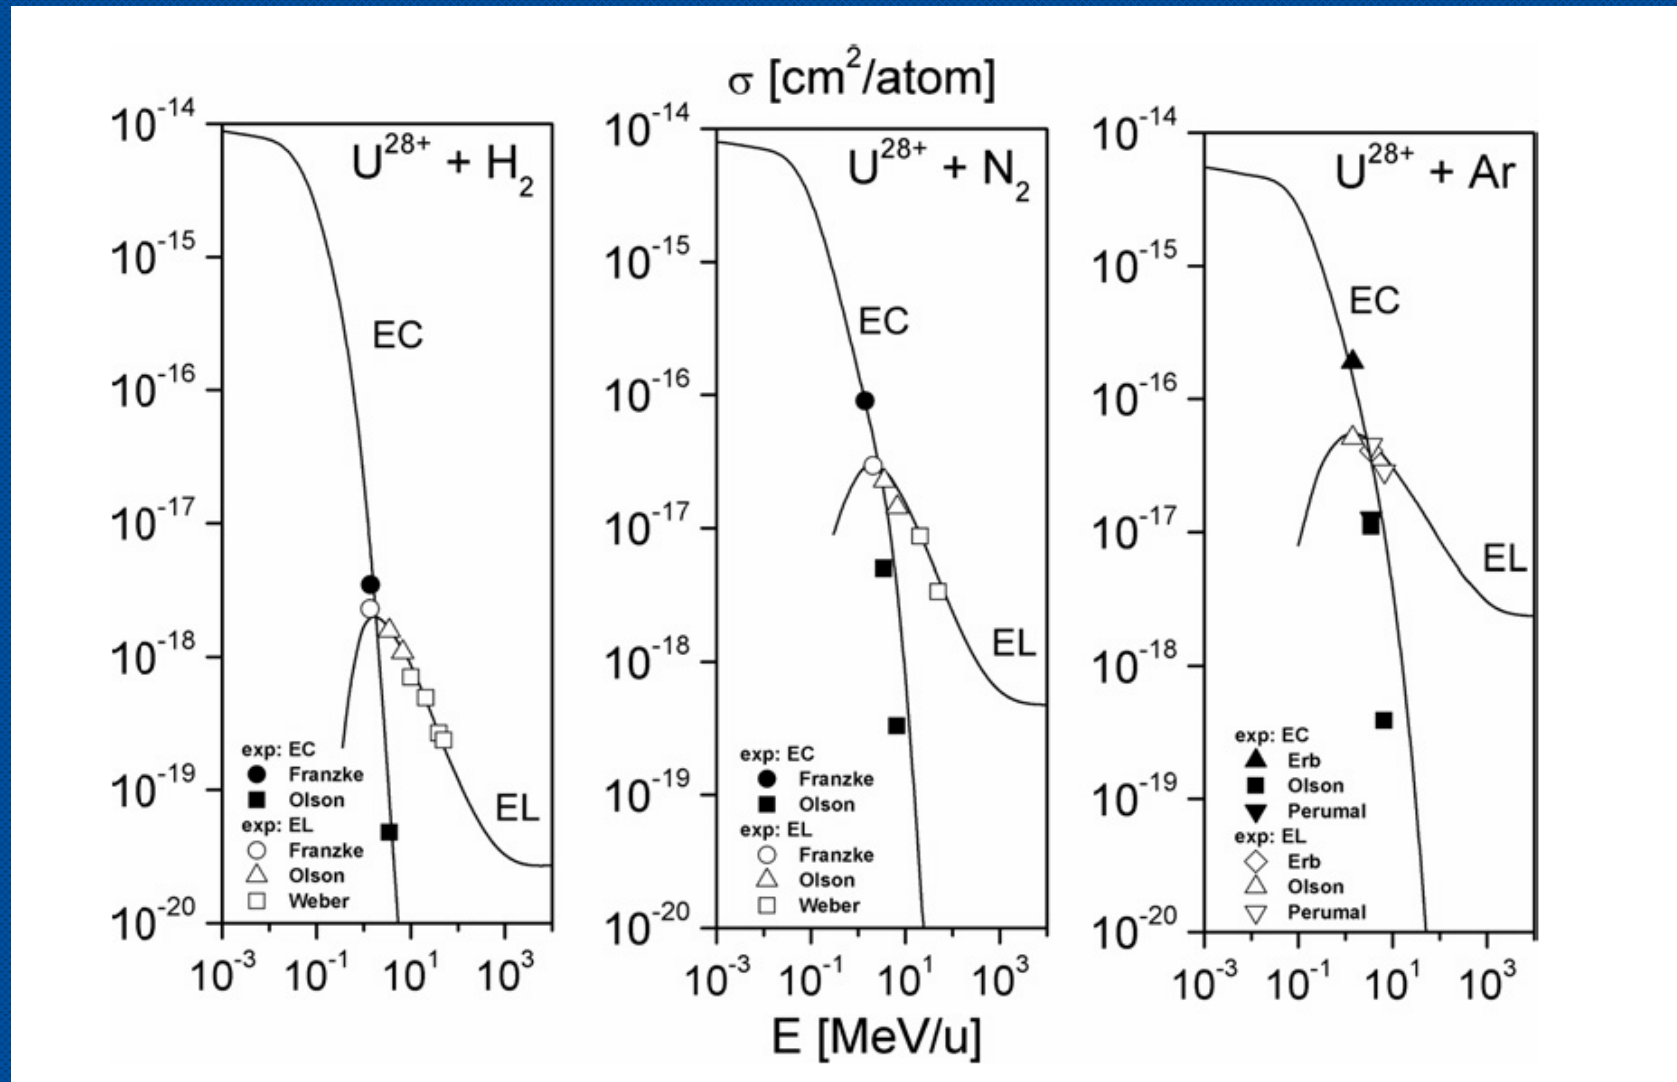 σ [cm²/atom]
10⁻¹⁴
10⁻¹⁵
10⁻¹⁶
10⁻¹⁷
10⁻¹⁸
10⁻¹⁹
10⁻²⁰
U²⁸⁺ + H₂
EC
EL
exp: EC
Franzke
Olson
exp: EL
Franzke
Olson
Weber
10⁻³ 10⁻¹ 10¹ 10³
10⁻¹⁴
10⁻¹⁵
10⁻¹⁶
10⁻¹⁷
10⁻¹⁸
10⁻¹⁹
10⁻²⁰
U²⁸⁺ + N₂
EC
EL
exp: EC
Franzke
Olson
exp: EL
Franzke
Olson
Weber
10⁻³ 10⁻¹ 10¹ 10³
10⁻¹⁴
10⁻¹⁵
10⁻¹⁶
10⁻¹⁷
10⁻¹⁸
10⁻¹⁹
10⁻²⁰
U²⁸⁺ + Ar
EC
EL
exp: EC
Erb
Olson
Perumal
exp: EL
Erb
Olson
Perumal
10⁻³ 10⁻¹ 10¹ 10³
E [MeV/u]